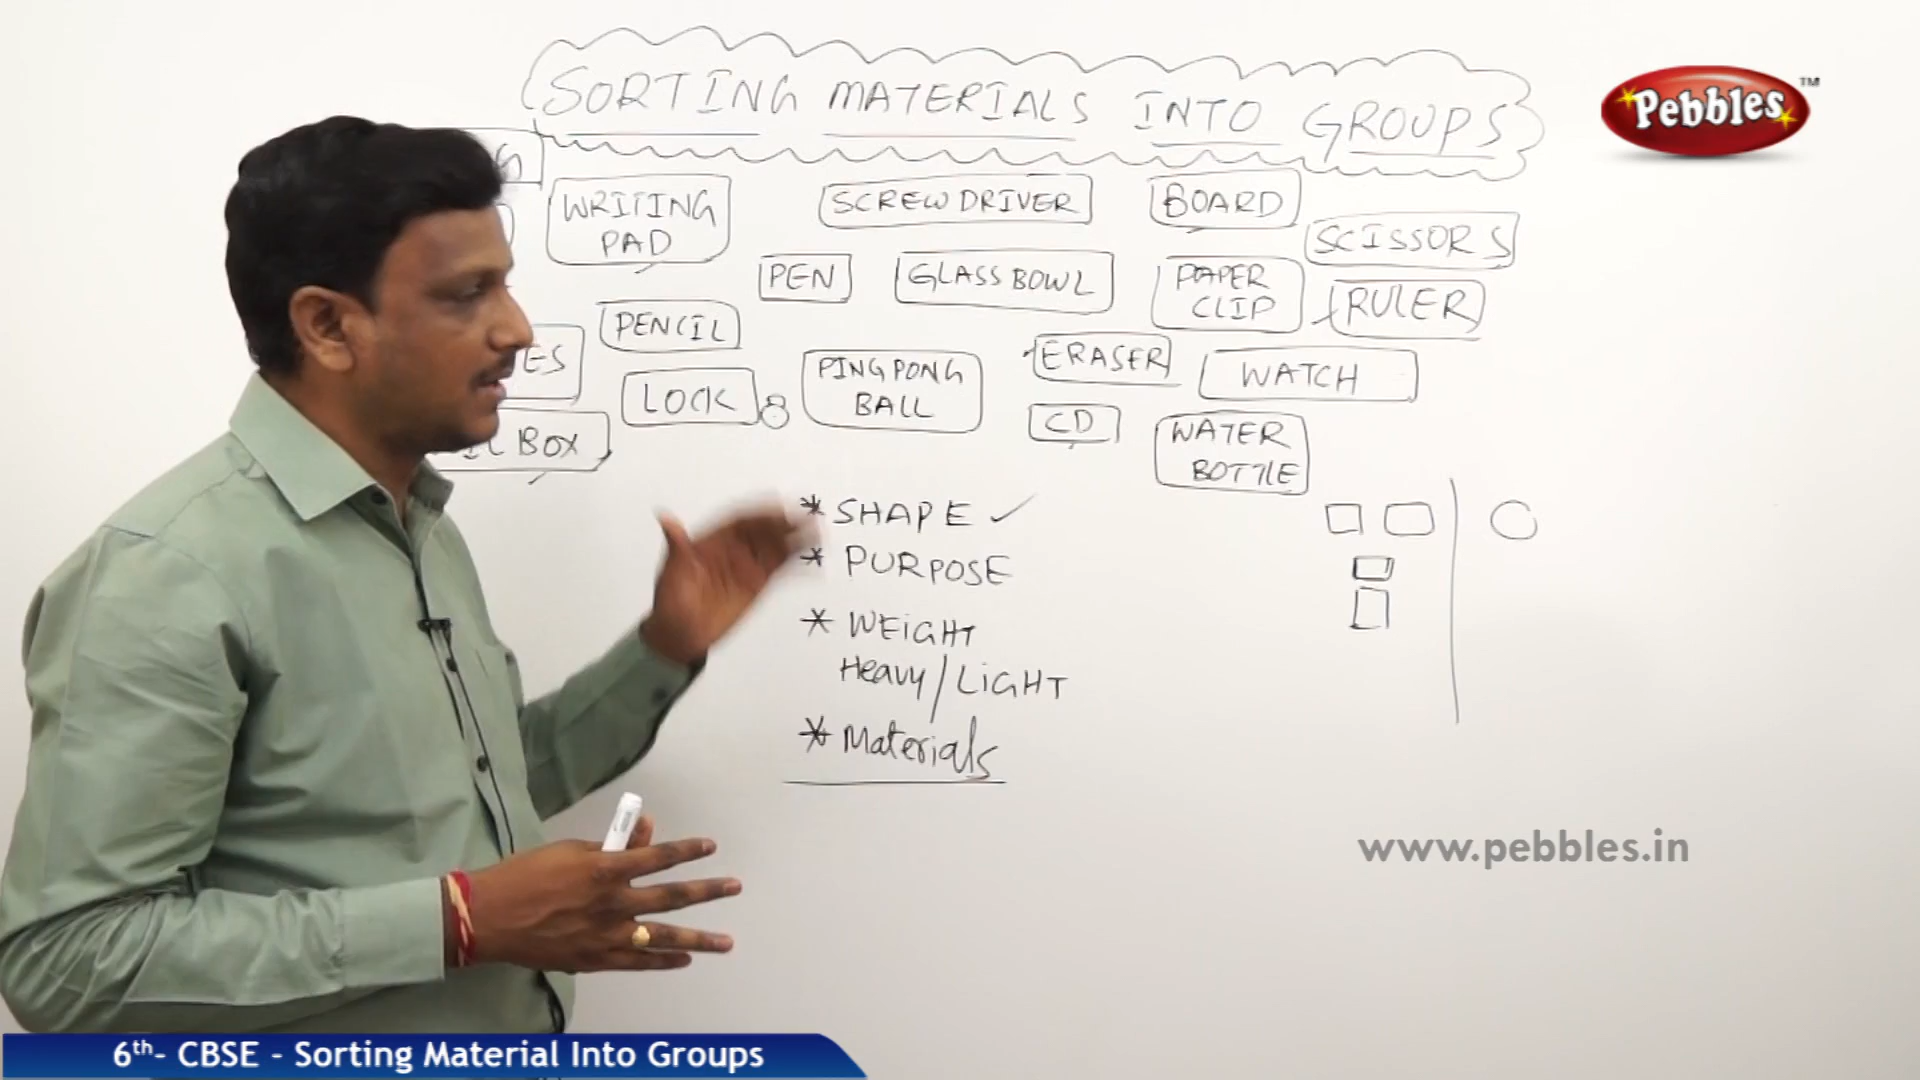 SORTING MATERIALS INTO GROUPS
Pebbles TM
WRITING
PAD
SCREW DRIVER
BOARD
SCISSORS
PEN
GLASS BOWL
PAPER
CLIP
RULER
PENCIL
ERASER
ES
PING PONG
BALL
WATCH
LOCK
CD
WATER
BOTTLE
BOX
* SHAPE ✓
* PURPOSE
* WEIGHT
Heavy/LIGHT
* Materials
www.pebbles.in
6th- CBSE - Sorting Material Into Groups